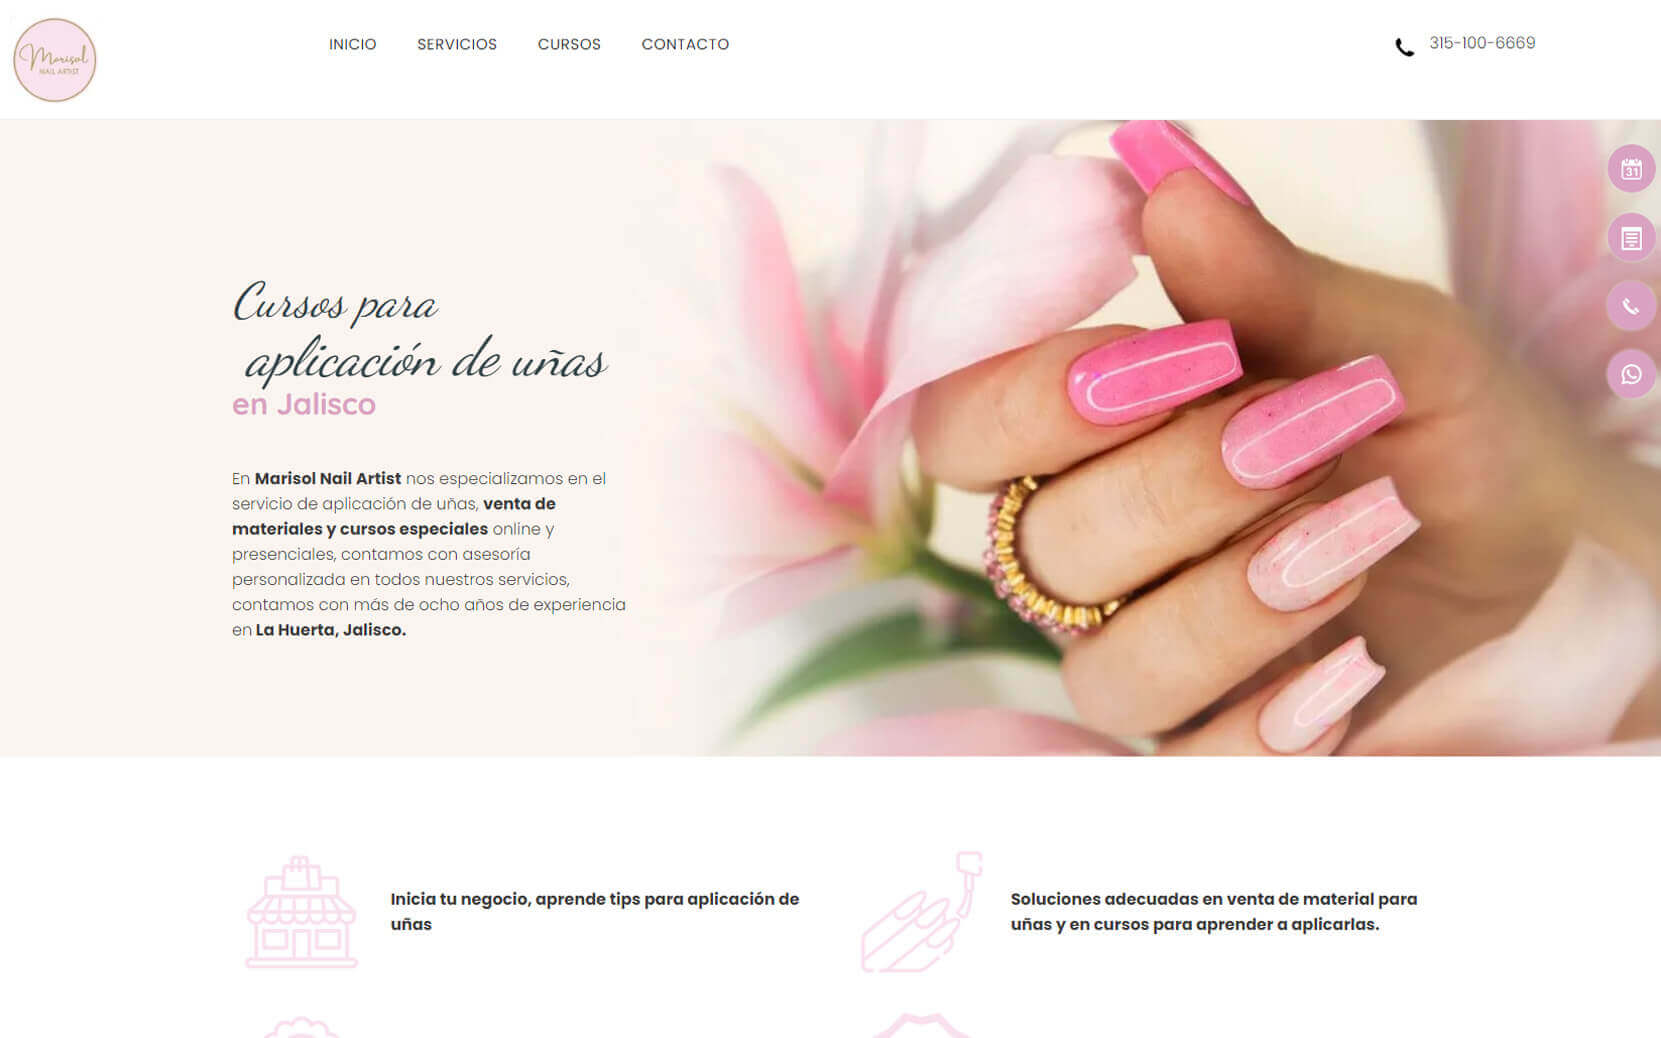 Marisol
NAIL ARTIST
INICIO
SERVICIOS
CURSOS
CONTACTO
315-100-6669
31
Cursos para
aplicación de uñas
en Jalisco
En Marisol Nail Artist nos especializamos en el
servicio de aplicación de uñas, venta de
materiales y cursos especiales online y
presenciales, contamos con asesoría
personalizada en todos nuestros servicios,
contamos con más de ocho años de experiencia
en La Huerta, Jalisco.
Inicia tu negocio, aprende tips para aplicación de
uñas
Soluciones adecuadas en venta de material para
uñas y en cursos para aprender a aplicarlas.